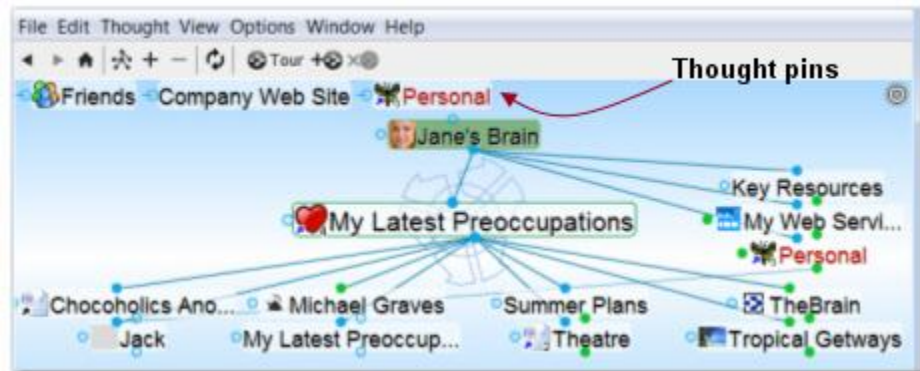 File Edit Thought View Options Window Help
Tour
Thought pins
Friends Company Web Site Personal
Jane's Brain
Key Resources
My Latest Preoccupations
My Web Servi...
Personal
Chocoholics Ano... Michael Graves Summer Plans TheBrain
Jack My Latest Preoccup... Theatre Tropical Getways